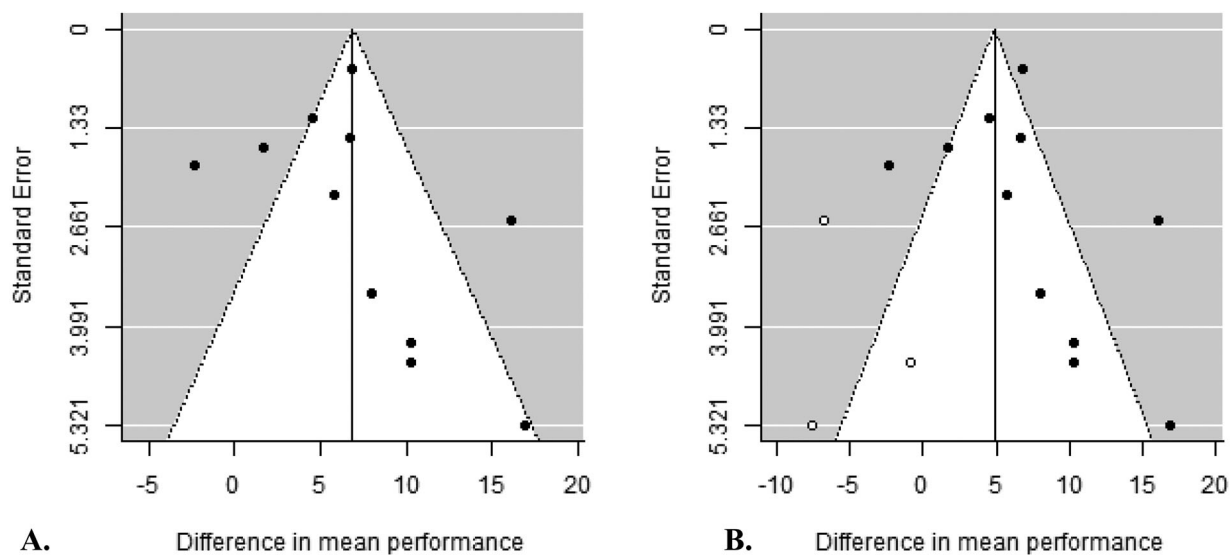 0
1.33
2.661
3.991
5.321
Standard Error
-5 0 5 10 15 20
A. Difference in mean performance
0
1.33
2.661
3.991
5.321
Standard Error
-10 -5 0 5 10 15 20
B. Difference in mean performance